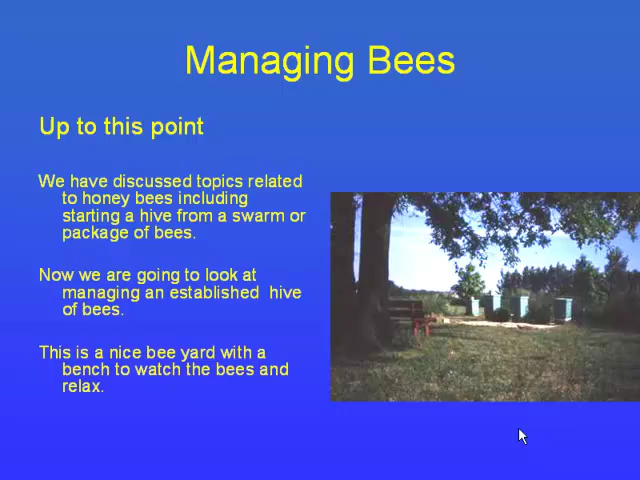 Managing Bees
Up to this point
We have discussed topics related
to honey bees including
starting a hive from a swarm or
package of bees.
Now we are going to look at
managing an established  hive
of bees.
This is a nice bee yard with a
bench to watch the bees and
relax.